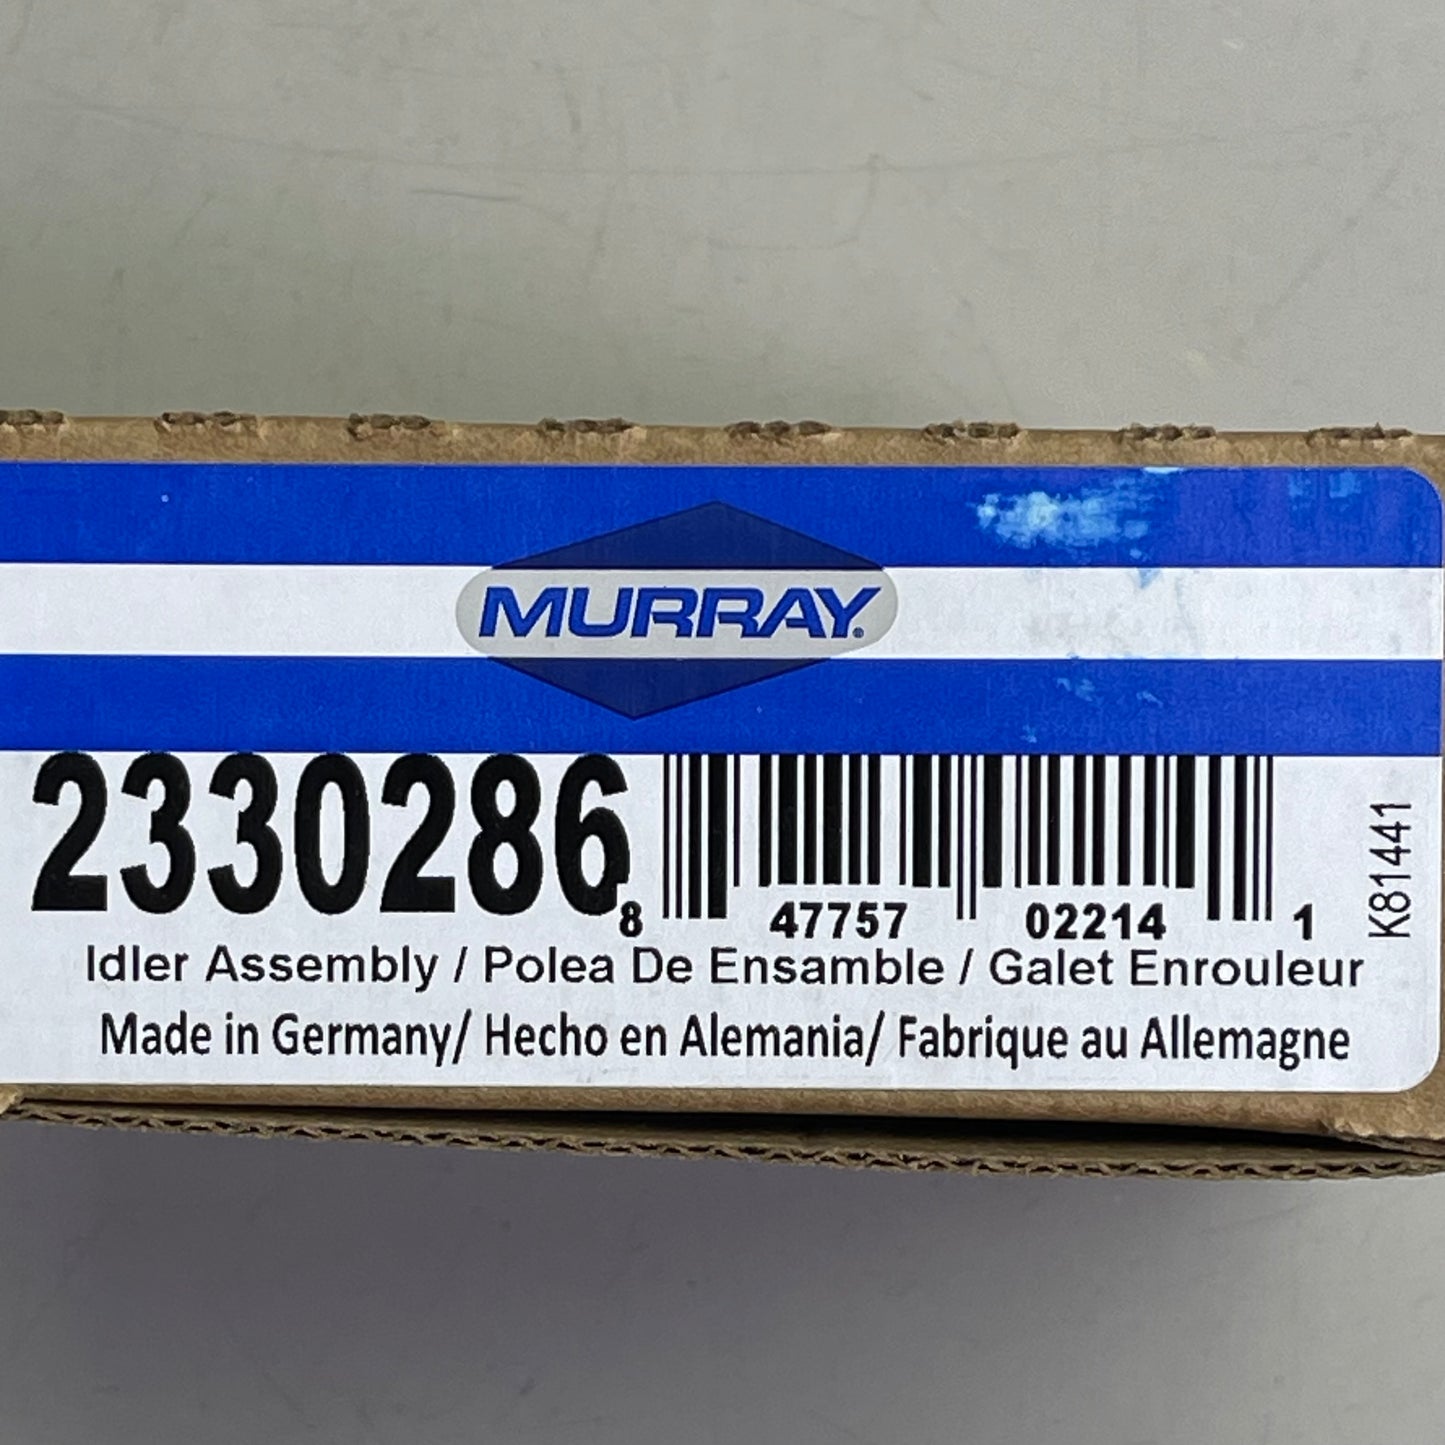 MURRAY®
2330286
8 47757 02214 1
K81441
Idler Assembly / Polea De Ensamble / Galet Enrouleur
Made in Germany/ Hecho en Alemania/ Fabrique au Allemagne